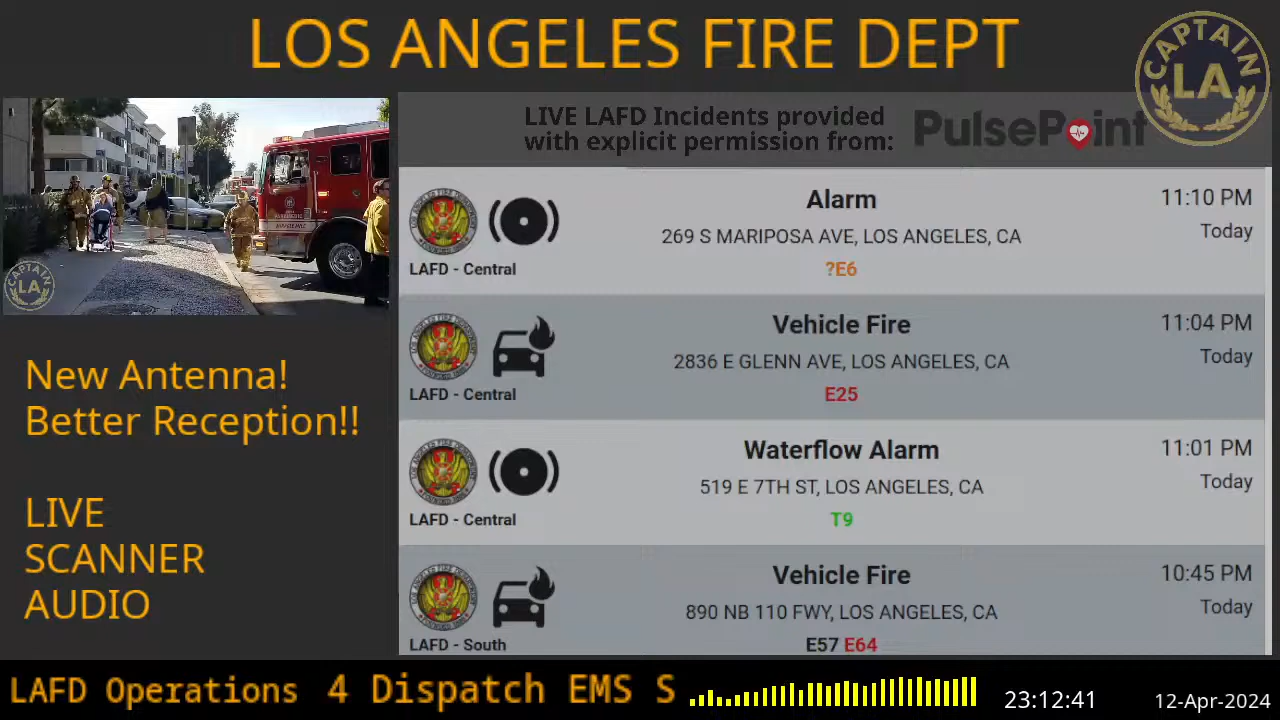 LOS ANGELES FIRE DEPT
CAPTAIN
LA
LIVE LAFD Incidents provided
with explicit permission from:
PulsePoint
Alarm
11:10 PM
269 S MARIPOSA AVE, LOS ANGELES, CA
Today
LAFD - Central
?E6
Vehicle Fire
11:04 PM
2836 E GLENN AVE, LOS ANGELES, CA
Today
LAFD - Central
E25
Waterflow Alarm
11:01 PM
519 E 7TH ST, LOS ANGELES, CA
Today
LAFD - Central
T9
Vehicle Fire
10:45 PM
890 NB 110 FWY, LOS ANGELES, CA
Today
LAFD - South
E57 E64
CAPTAIN
LA
New Antenna!
Better Reception!!
LIVE
SCANNER
AUDIO
LAFD Operations 4 Dispatch EMS S
23:12:41
12-Apr-2024